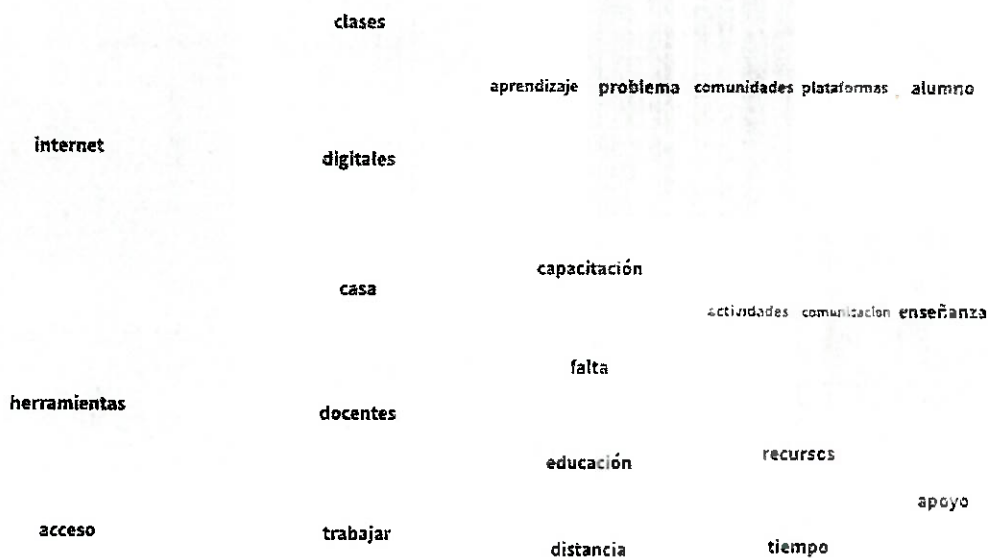 clases
aprendizaje problema comunidades plataformas alumno
internet
digitales
capacitación
casa
actividades comunicacion enseñanza
falta
herramientas
docentes
educación
recursos
apoyo
acceso
trabajar
distancia
tiempo